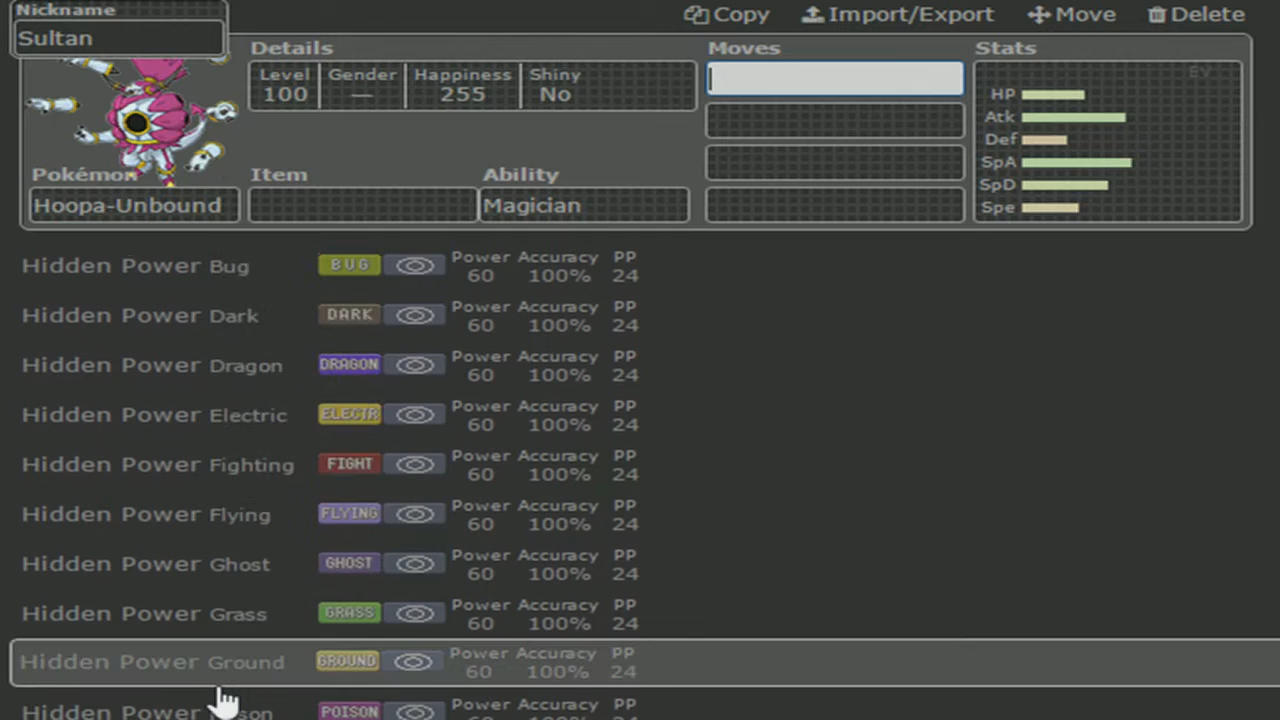 Nickname
Sultan
Copy Import/Export Move Delete
Details
Moves
Stats
Level Gender Happiness Shiny
100 — 255 No
EV
HP
Atk
Def
SpA
SpD
Spe
Pokémon Item Ability
Hoopa-Unbound Magician
Hidden Power Bug BUG Power Accuracy PP
60 100% 24
Hidden Power Dark DARK Power Accuracy PP
60 100% 24
Hidden Power Dragon DRAGON Power Accuracy PP
60 100% 24
Hidden Power Electric ELECTR Power Accuracy PP
60 100% 24
Hidden Power Fighting FIGHT Power Accuracy PP
60 100% 24
Hidden Power Flying FLYING Power Accuracy PP
60 100% 24
Hidden Power Ghost GHOST Power Accuracy PP
60 100% 24
Hidden Power Grass GRASS Power Accuracy PP
60 100% 24
Hidden Power Ground GROUND Power Accuracy PP
60 100% 24
Hidden Power POISON Power Accuracy PP